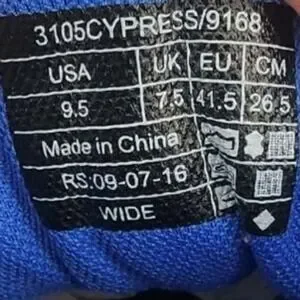 3105CYPRESS/9168
USA UK EU CM
9.5 7.5 41.5 26.5
Made in China
RS:09-07-16
WIDE